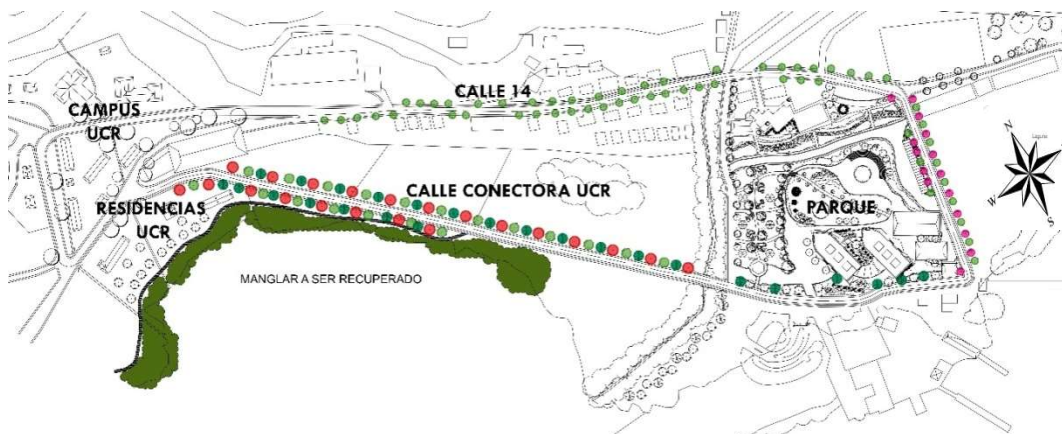 CALLE 14
CAMPUS
UCR
CALLE CONECTORA UCR
RESIDENCIAS
UCR
PARQUE
MANGLAR A SER RECUPERADO
N
W
S